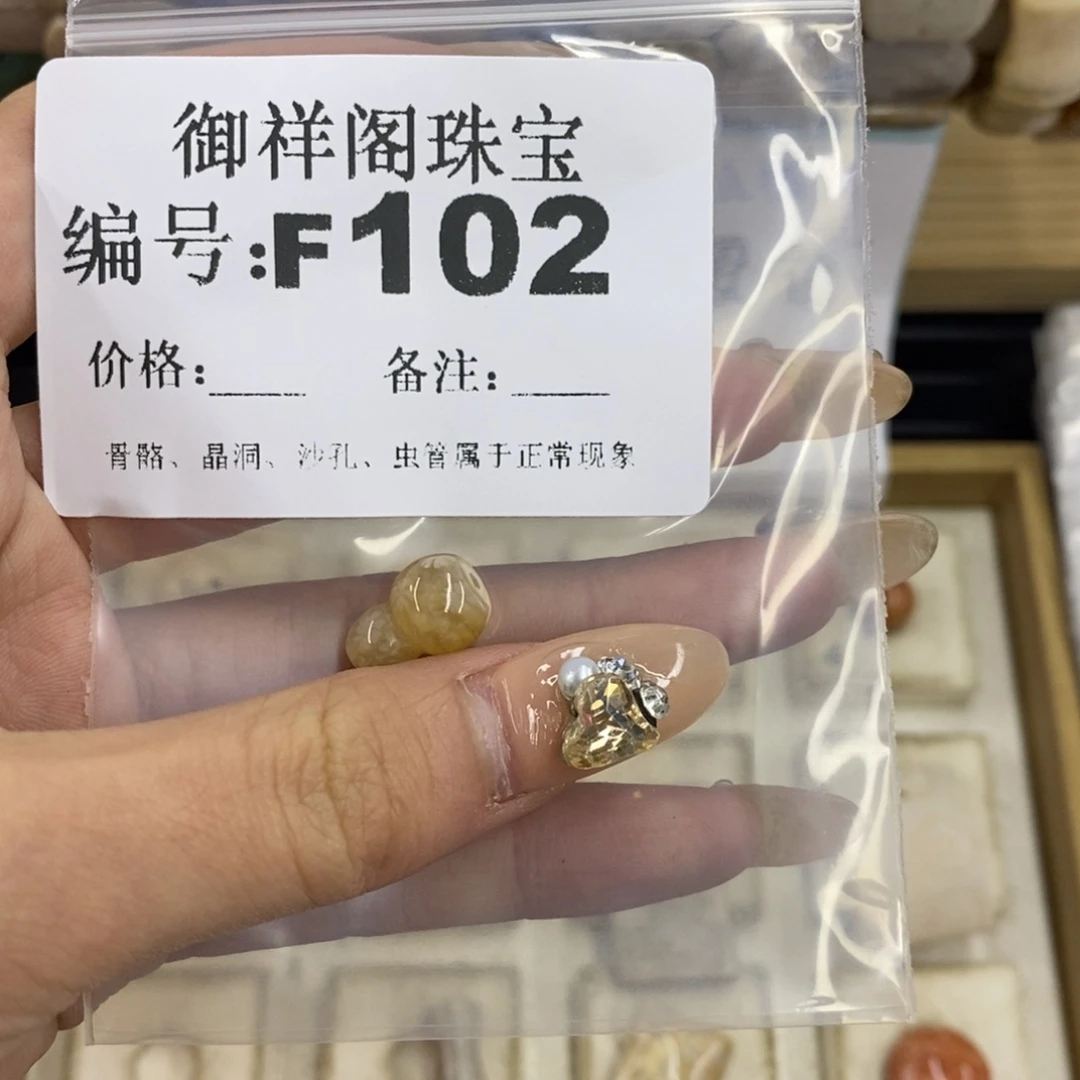 御祥阁珠宝
编号:F102
价格:____ 备注:____
骨骼、晶洞、沙孔、虫管属于正常现象